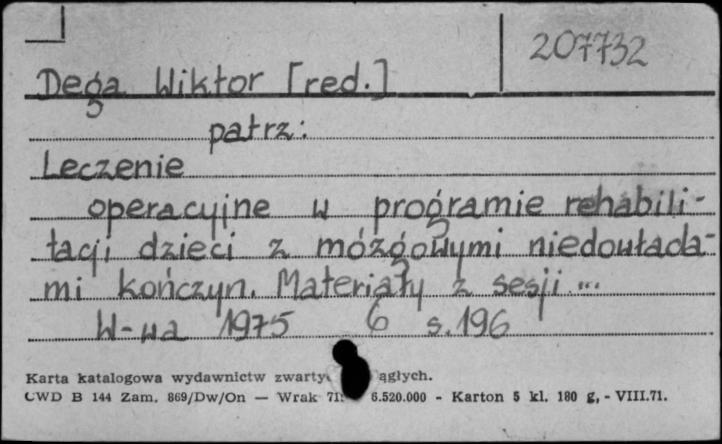 207732
Dega Wiktor [red.]
patrz:
Leczenie
operacyjne w programie rehabili-
tacji dzieci z mózgowymi niedowłada-
mi kończyn. Materiały z sesji...
W-wa 1975 6 s. 196
Karta katalogowa wydawnictw zwarty ągłych.
CWD B 144 Zam. 869/Dw/On — Wrak 71 6.520.000 - Karton 5 kl. 180 g, - VIII.71.